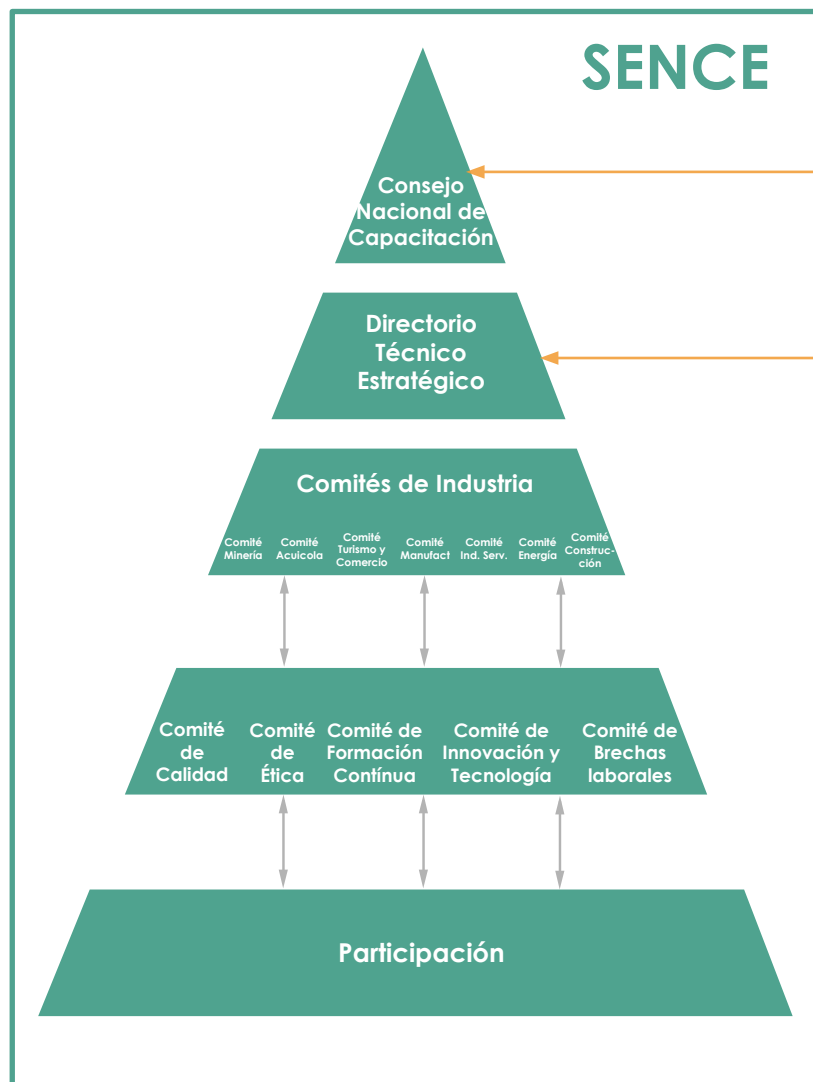 SENCE
Consejo
Nacional de
Capacitación
Directorio
Técnico
Estratégico
Comités de Industria
Comité
Minería
Comité
Acuicola
Comité
Turismo y
Comercio
Comité
Manufact
Comité
Ind. Serv.
Comité
Energía
Comité
Construc-
ción
Comité
de
Calidad
Comité
de
Ética
Comité de
Formación
Contínua
Comité de
Innovación y
Tecnología
Comité de
Brechas
laborales
Participación